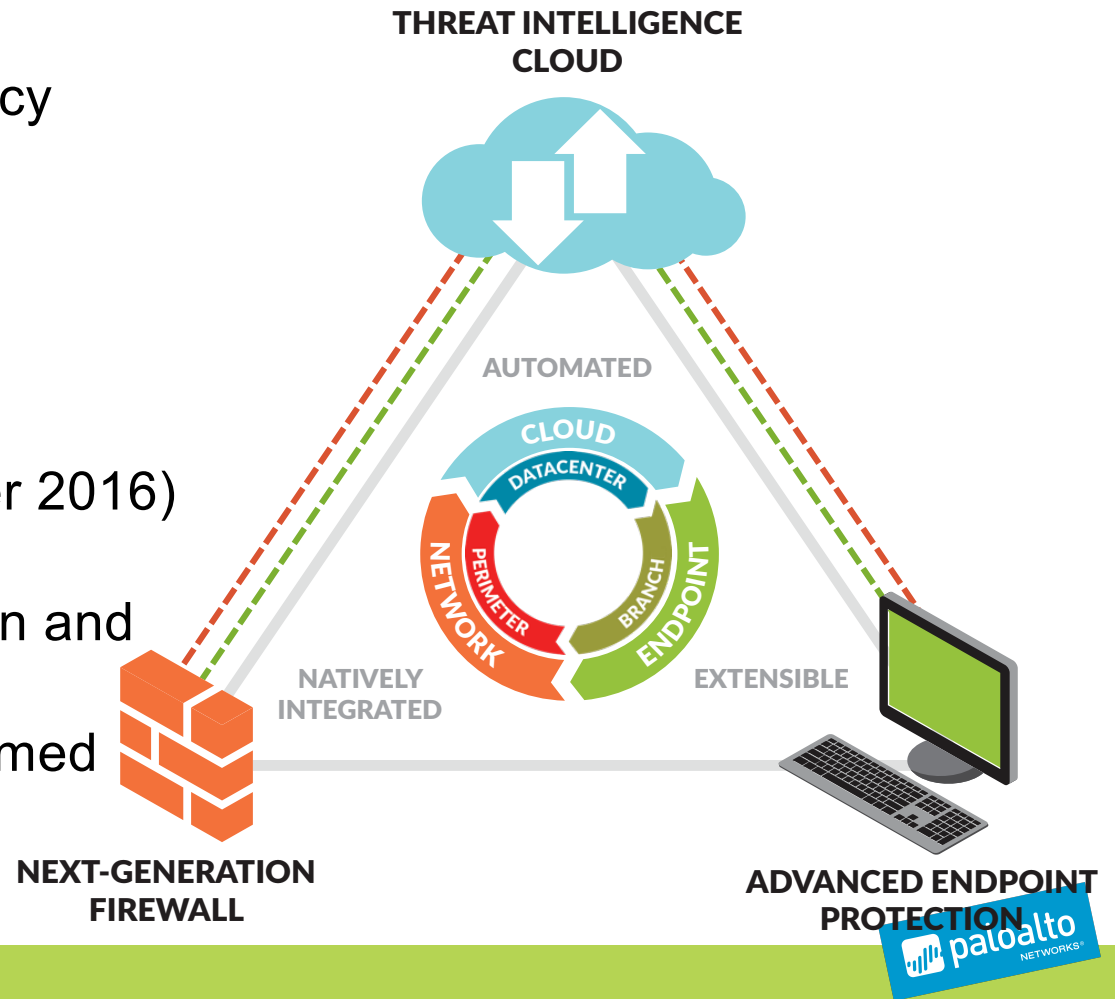 THREAT INTELLIGENCE
CLOUD
cy
AUTOMATED
CLOUD
DATACENTER
r 2016)
NETWORK
PERIMETER
BRANCH
ENDPOINT
n and
NATIVELY
INTEGRATED
EXTENSIBLE
med
NEXT-GENERATION
FIREWALL
ADVANCED ENDPOINT
PROTECTION
paloalto
NETWORKS®